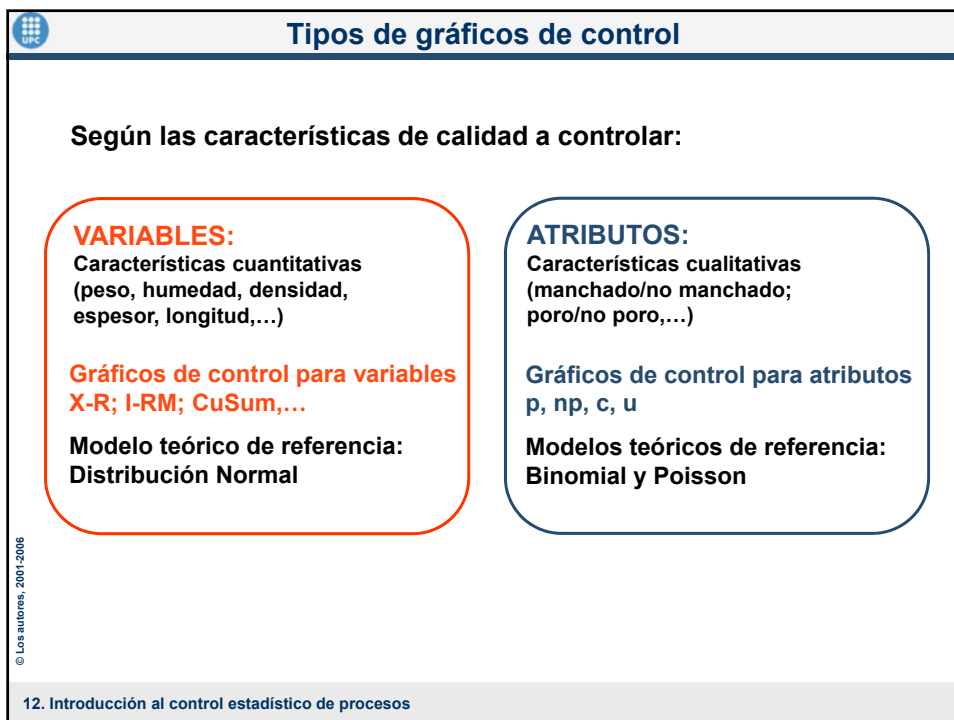 UPC
Tipos de gráficos de control
Según las características de calidad a controlar:
VARIABLES:
Características cuantitativas
(peso, humedad, densidad,
espesor, longitud,…)
Gráficos de control para variables
X-R; I-RM; CuSum,…
Modelo teórico de referencia:
Distribución Normal
ATRIBUTOS:
Características cualitativas
(manchado/no manchado;
poro/no poro,…)
Gráficos de control para atributos
p, np, c, u
Modelos teóricos de referencia:
Binomial y Poisson
© Los autores, 2001-2006
12. Introducción al control estadístico de procesos